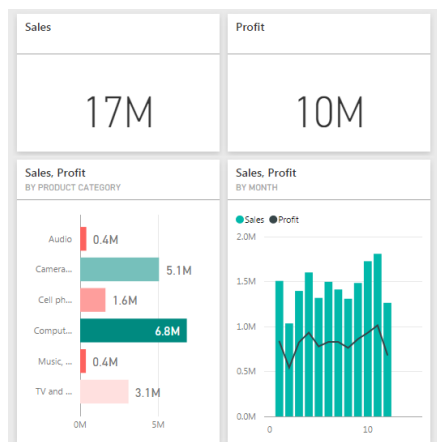 Sales
Profit
17M
10M
Sales, Profit
BY PRODUCT CATEGORY
Audio
0.4M
Camera...
5.1M
Cell ph...
1.6M
Comput...
6.8M
Music, ...
0.4M
TV and ...
3.1M
0M 5M
Sales, Profit
BY MONTH
Sales Profit
2.0M
1.5M
1.0M
0.5M
0.0M
0 10